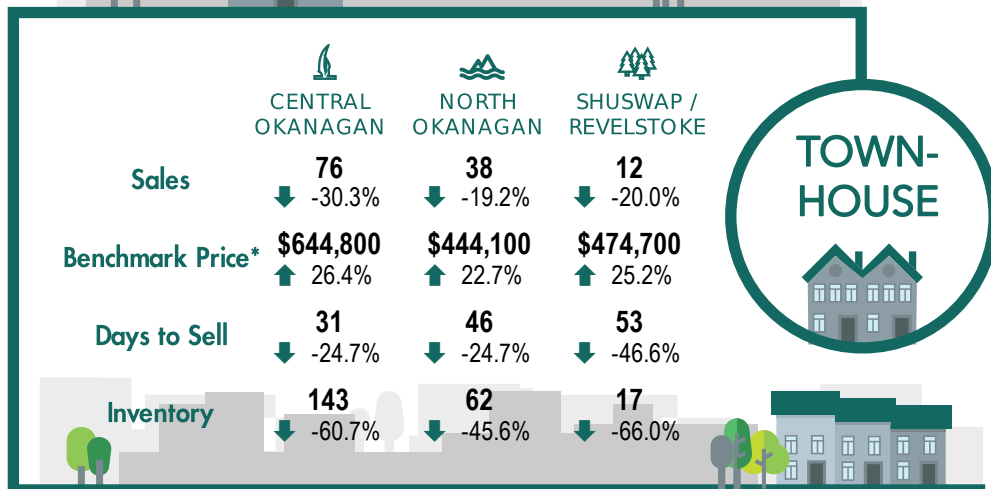 CENTRAL OKANAGAN
NORTH OKANAGAN
SHUSWAP / REVELSTOKE
TOWN-
HOUSE
Sales
76 38 12
-30.3% -19.2% -20.0%
Benchmark Price*
$644,800 $444,100 $474,700
26.4% 22.7% 25.2%
Days to Sell
31 46 53
-24.7% -24.7% -46.6%
Inventory
143 62 17
-60.7% -45.6% -66.0%